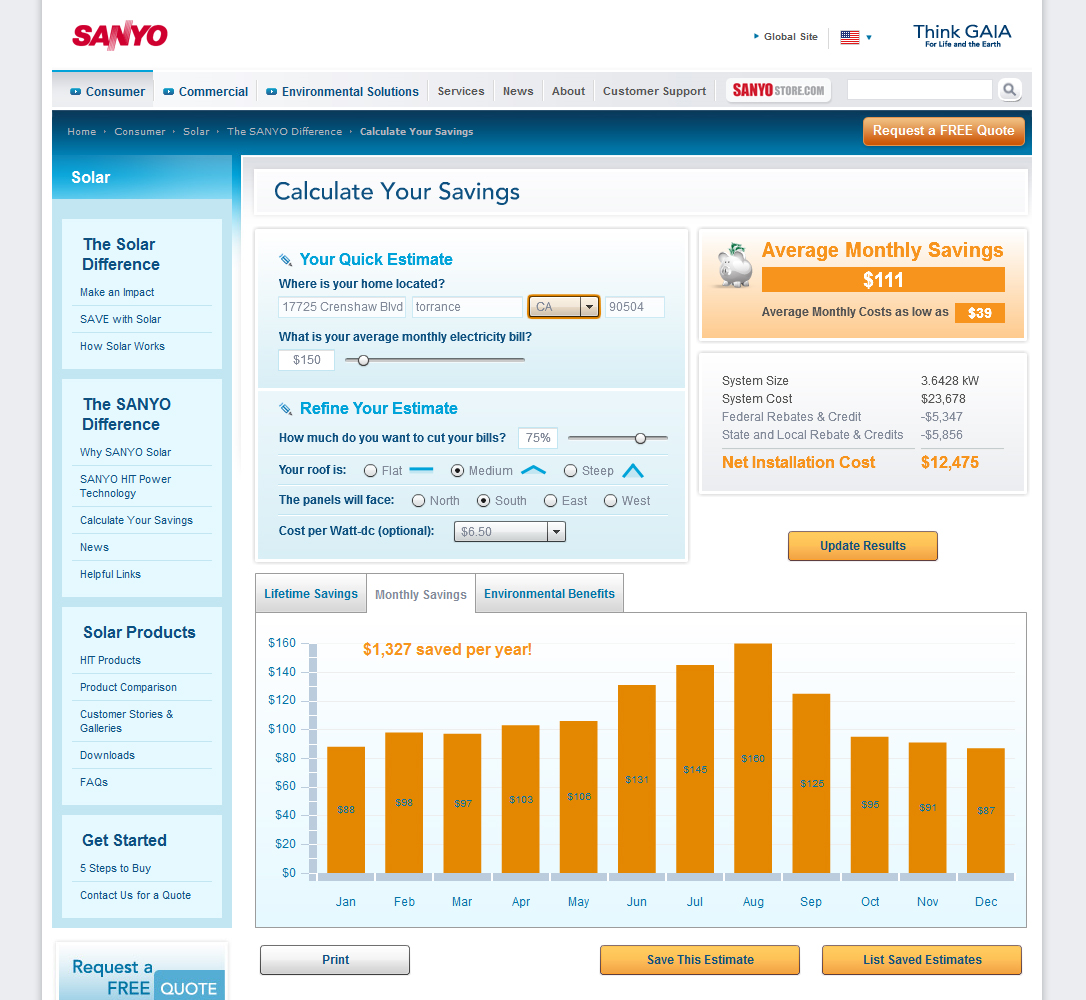 SANYO
Global Site
Think GAIA
For Life and the Earth
Consumer
Commercial
Environmental Solutions
Services
News
About
Customer Support
SANYOSTORE.COM
Home
Consumer
Solar
The SANYO Difference
Calculate Your Savings
Request a FREE Quote
Solar
The Solar
Difference
Make an Impact
SAVE with Solar
How Solar Works
The SANYO
Difference
Why SANYO Solar
SANYO HIT Power
Technology
Calculate Your Savings
News
Helpful Links
Solar Products
HIT Products
Product Comparison
Customer Stories &
Galleries
Downloads
FAQs
Get Started
5 Steps to Buy
Contact Us for a Quote
Request a
FREE QUOTE
Calculate Your Savings
Your Quick Estimate
Where is your home located?
17725 Crenshaw Blvd torrance CA 90504
What is your average monthly electricity bill?
$150
Refine Your Estimate
How much do you want to cut your bills? 75%
Your roof is: Flat Medium Steep
The panels will face: North South East West
Cost per Watt-dc (optional): $6.50
Average Monthly Savings
$111
Average Monthly Costs as low as $39
System Size 3.6428 kW
System Cost $23,678
Federal Rebates & Credit -$5,347
State and Local Rebate & Credits -$5,856
Net Installation Cost $12,475
Update Results
Lifetime Savings
Monthly Savings
Environmental Benefits
$1,327 saved per year!
$160
$140
$120
$100
$80
$60
$40
$20
$0
$88 $98 $97 $103 $106 $131 $145 $160 $125 $95 $91 $87
Jan Feb Mar Apr May Jun Jul Aug Sep Oct Nov Dec
Print
Save This Estimate
List Saved Estimates